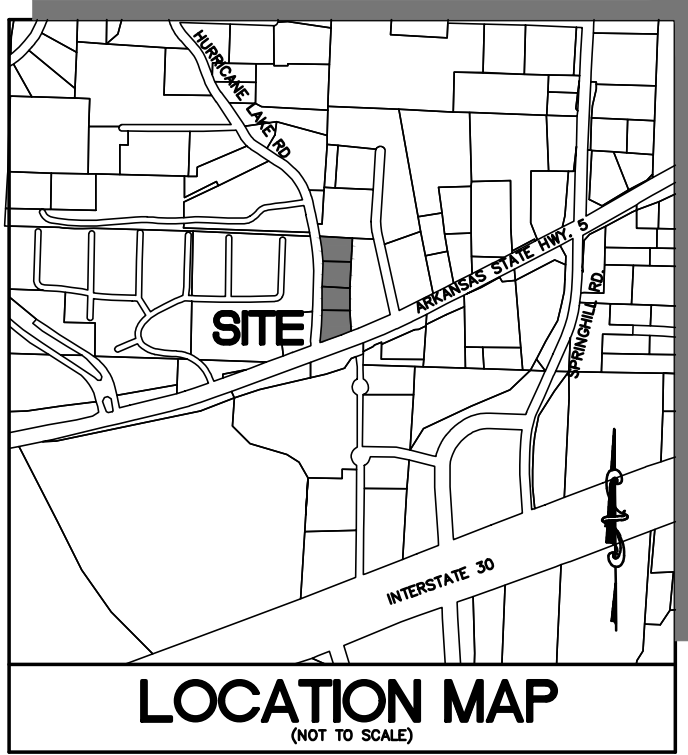 HURRICANE LAKE RD
ARKANSAS STATE HWY. 5
SPRINGHILL RD.
SITE
INTERSTATE 30
LOCATION MAP
(NOT TO SCALE)